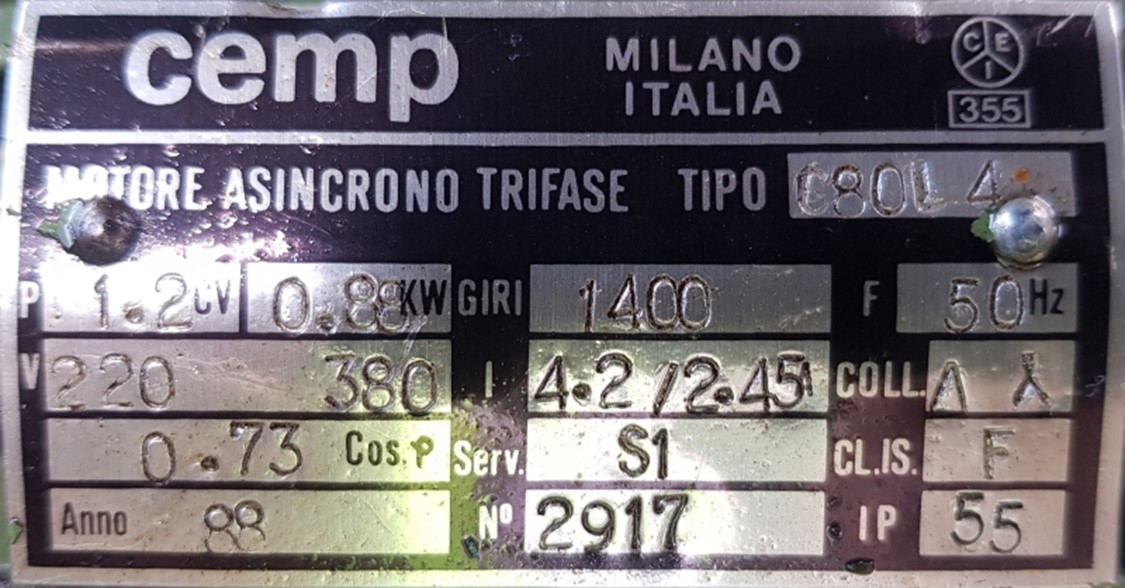 cemp
MILANO
ITALIA
CEI
355
MOTORE ASINCRONO TRIFASE TIPO C80L 4
P 1.2 CV 0.88 KW GIRI 1400 F 50 Hz
V 220 380 I 4.2/2.45 COLL. Δ Y
0.73 Cos.φ Serv. S1 CL.IS. F
Anno 88 Nº 2917 IP 55